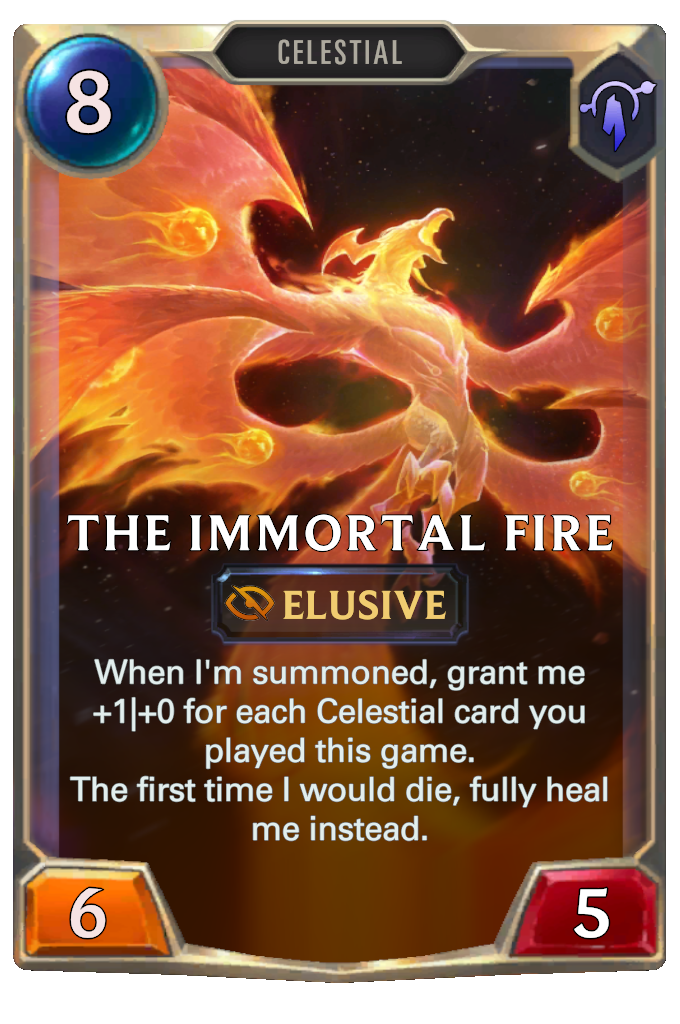 CELESTIAL
8
THE IMMORTAL FIRE
ELUSIVE
When I'm summoned, grant me
+1|+0 for each Celestial card you
played this game.
The first time I would die, fully heal
me instead.
6
5